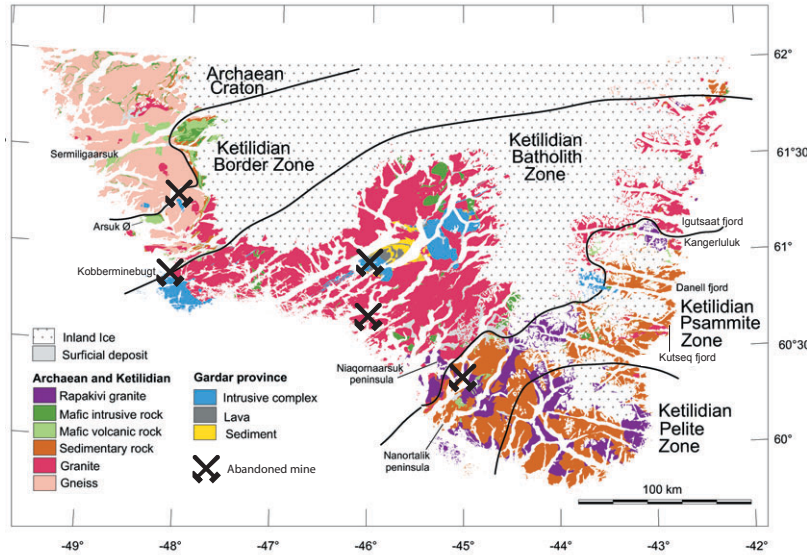 Archaean
Craton
Ketilidian
Border Zone
Ketilidian
Batholith
Zone
62°
Sermiligaarsuk
61°30
Arsuk Ø
Igutsaat fjord
Kangerluluk
61°
Kobberminebugt
Danell fjord
Ketilidian
Psammite
Zone
Kutseq fjord
60°30
Niaqornaarsuk
peninsula
Ketilidian
Pelite
Zone
60°
Nanortalik
peninsula
Inland Ice
Surficial deposit
Archaean and Ketilidian
Rapakivi granite
Mafic intrusive rock
Mafic volcanic rock
Sedimentary rock
Granite
Gneiss
Gardar province
Intrusive complex
Lava
Sediment
Abandoned mine
100 km
-49° -48° -47° -46° -45° -44° -43° -42°